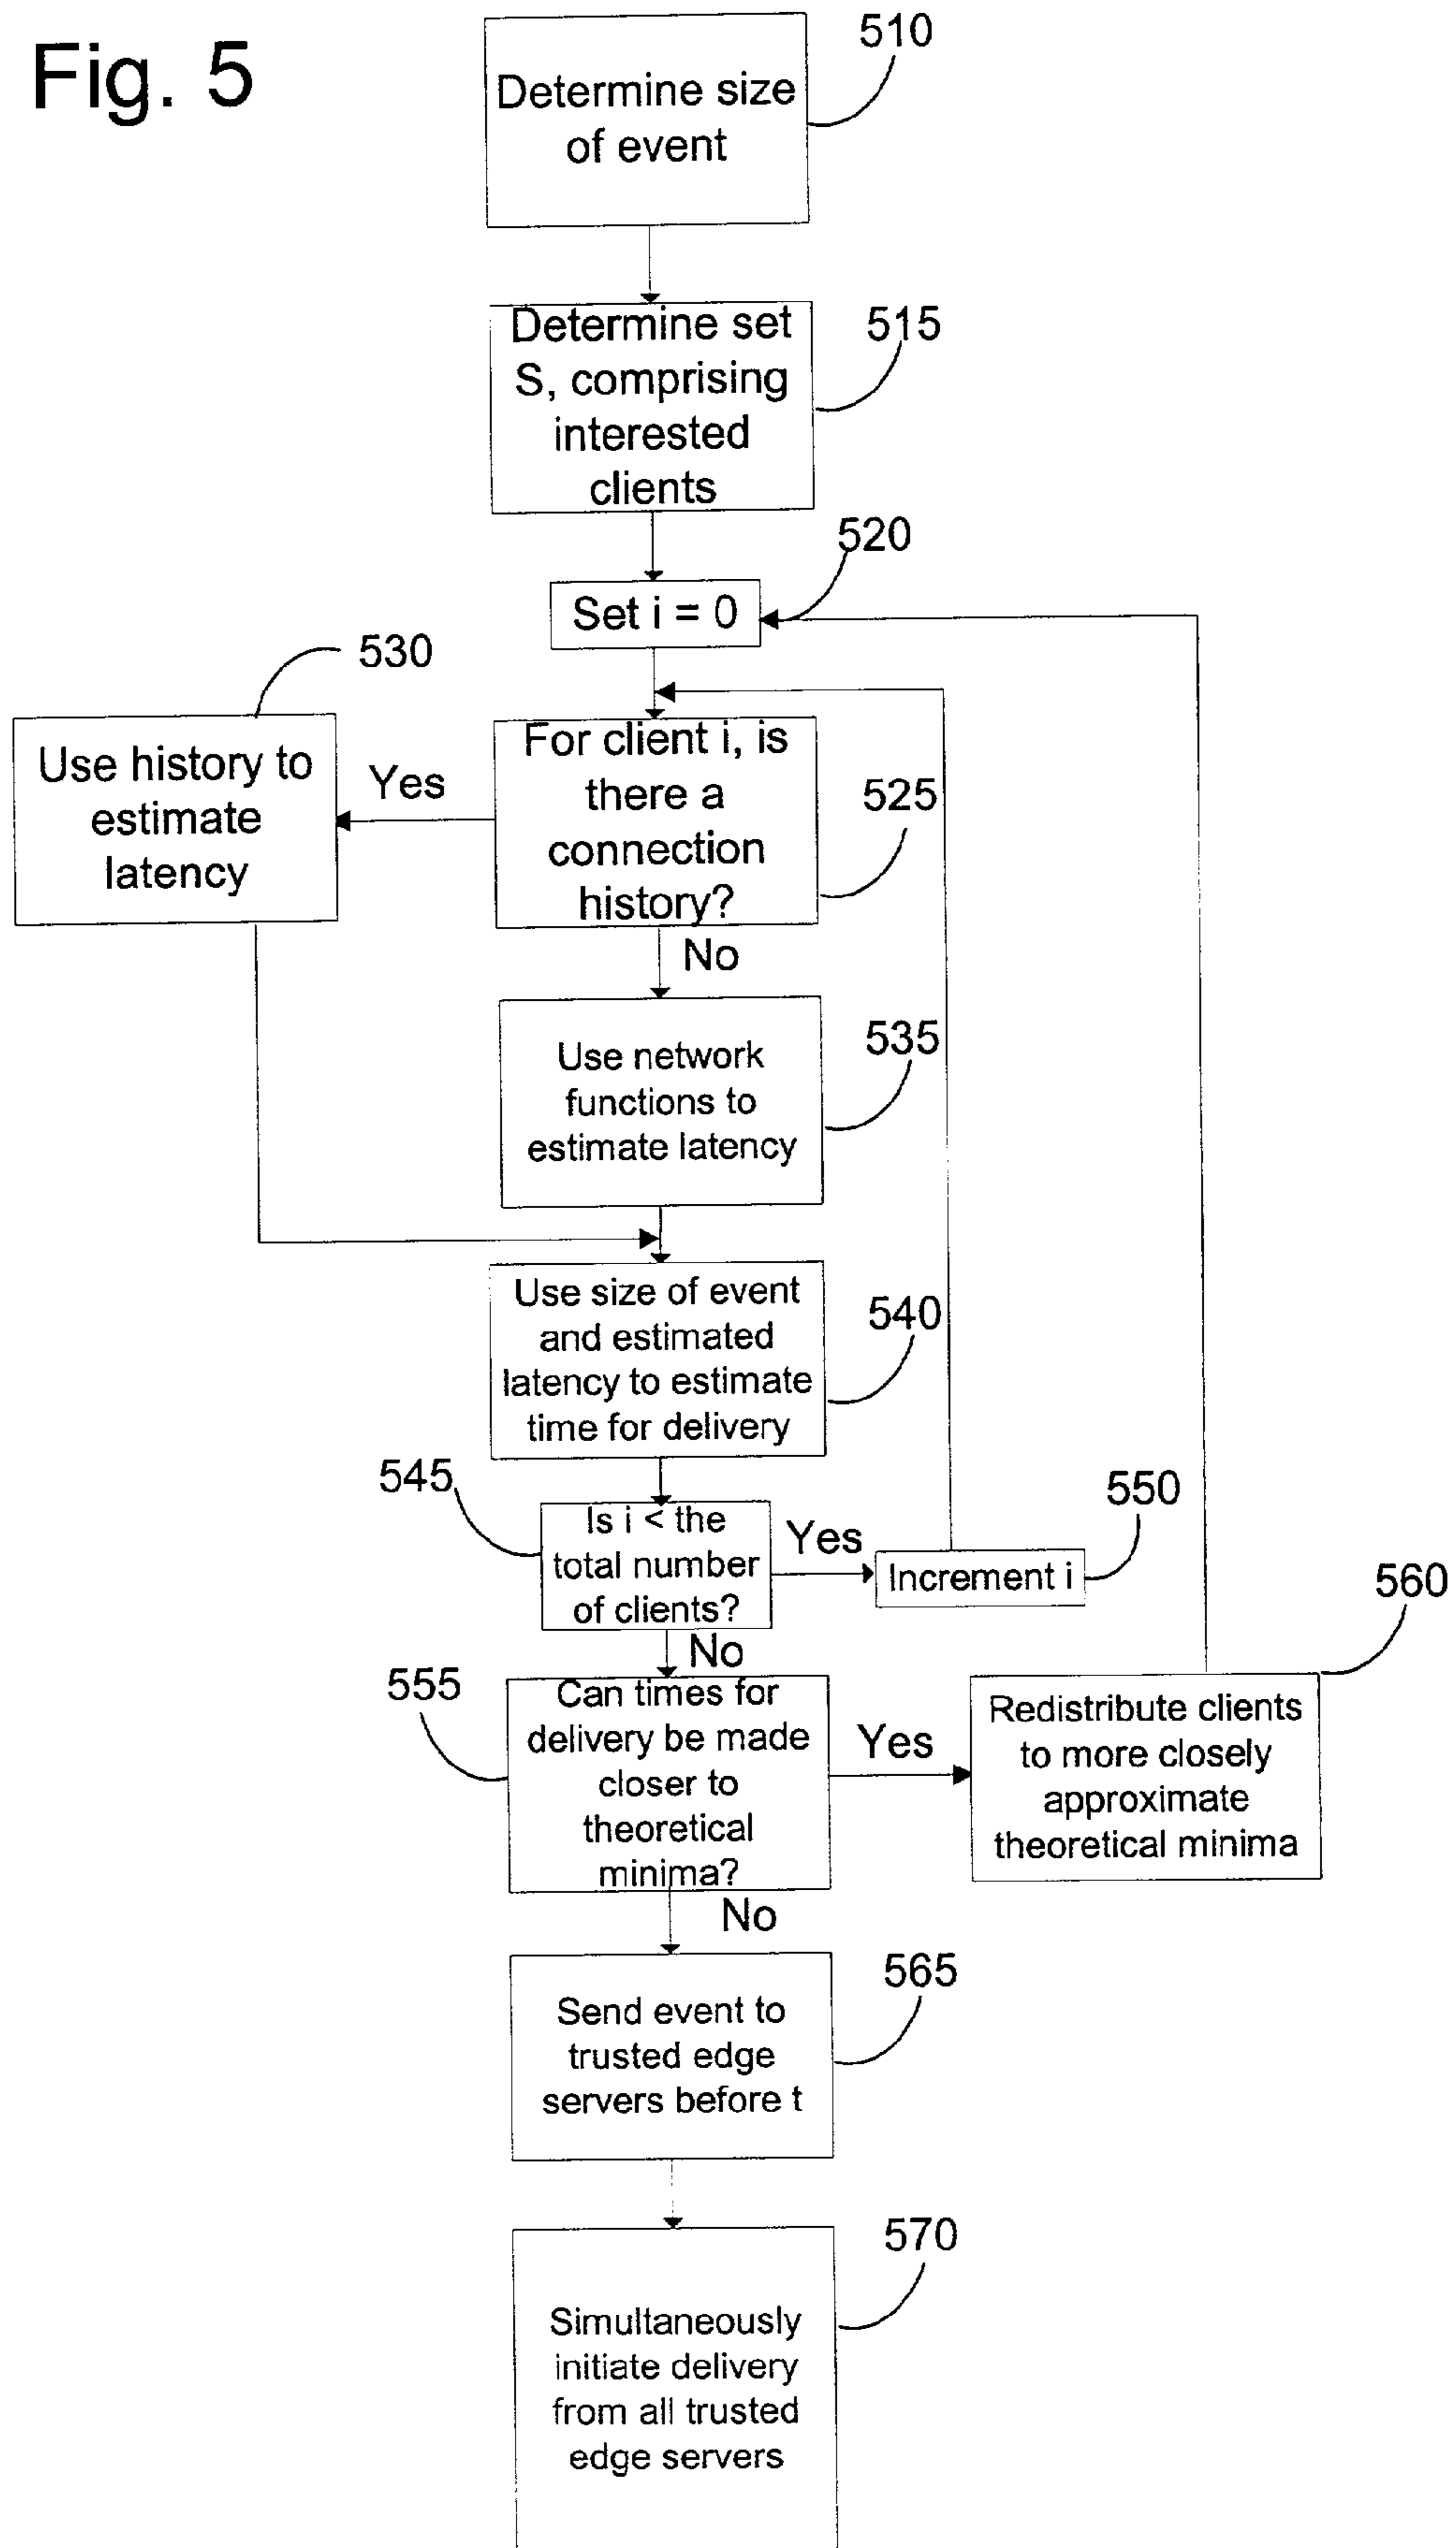 Fig. 5
510
Determine size
of event
515
Determine set
S, comprising
interested
clients
520
Set i = 0
530
Use history to
estimate
latency
Yes
For client i, is
there a
connection
history?
525
No
Use network
functions to
estimate latency
535
Use size of event
and estimated
latency to estimate
time for delivery
540
545
Is i < the
total number
of clients?
Yes
Increment i
550
No
555
Can times for
delivery be made
closer to
theoretical
minima?
Yes
560
Redistribute clients
to more closely
approximate
theoretical minima
No
565
Send event to
trusted edge
servers before t
570
Simultaneously
initiate delivery
from all trusted
edge servers